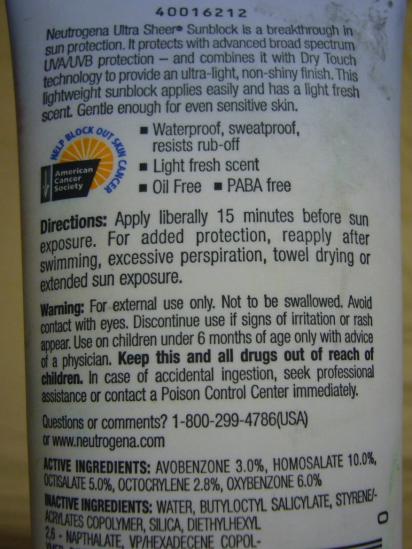 40016212
Neutrogena Ultra Sheer® Sunblock is a breakthrough in
sun protection. It protects with advanced broad spectrum
UVA/UVB protection – and combines it with Dry Touch
technology to provide an ultra-light, non-shiny finish. This
lightweight sunblock applies easily and has a light fresh
scent. Gentle enough for even sensitive skin.
HELP BLOCK OUT SKIN CANCER
American
Cancer
Society
▪ Waterproof, sweatproof,
resists rub-off
▪ Light fresh scent
▪ Oil Free ▪ PABA free
Directions: Apply liberally 15 minutes before sun
exposure. For added protection, reapply after
swimming, excessive perspiration, towel drying or
extended sun exposure.
Warning: For external use only. Not to be swallowed. Avoid
contact with eyes. Discontinue use if signs of irritation or rash
appear. Use on children under 6 months of age only with advice
of a physician. Keep this and all drugs out of reach of
children. In case of accidental ingestion, seek professional
assistance or contact a Poison Control Center immediately.
Questions or comments? 1-800-299-4786(USA)
or www.neutrogena.com
ACTIVE INGREDIENTS: AVOBENZONE 3.0%, HOMOSALATE 10.0%,
OCTISALATE 5.0%, OCTOCRYLENE 2.8%, OXYBENZONE 6.0%
INACTIVE INGREDIENTS: WATER, BUTYLOCTYL SALICYLATE, STYRENE/-
ACRYLATES COPOLYMER, SILICA, DIETHYLHEXYL
2,6 - NAPTHALATE, VP/HEXADECENE COPOL-
0